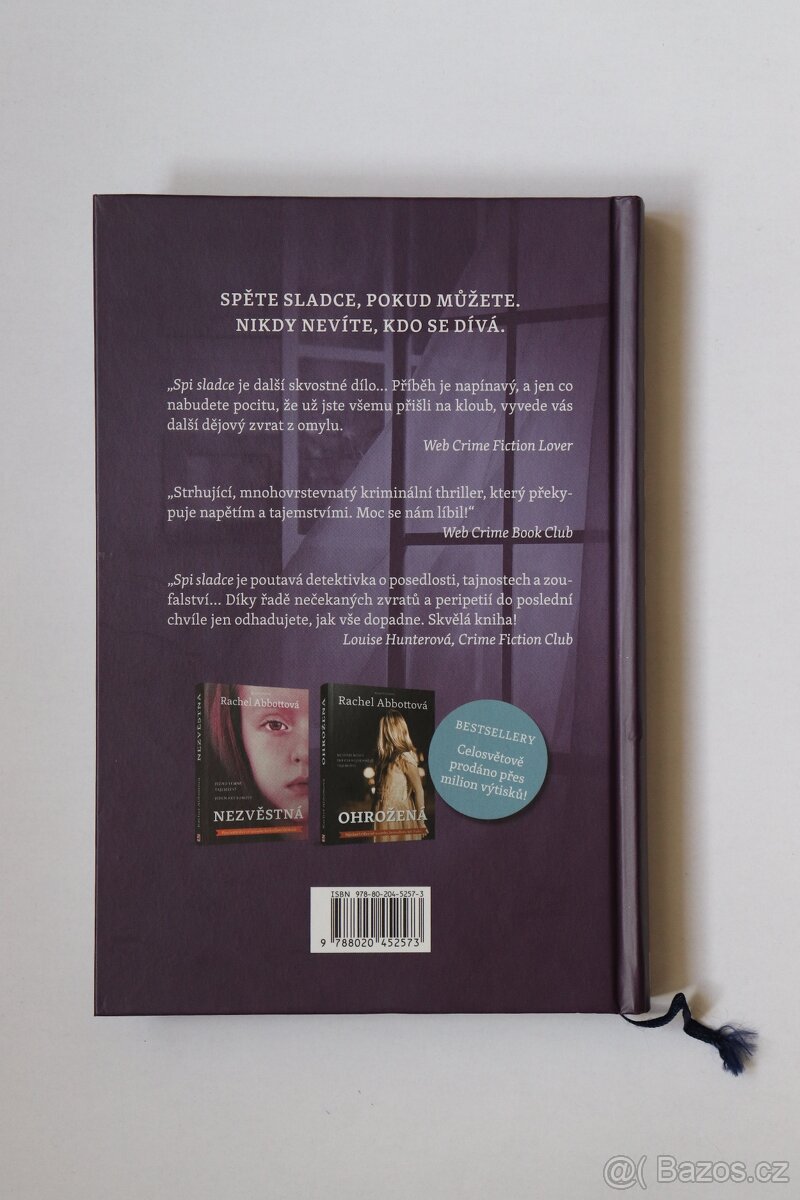 SPĚTE SLADCE, POKUD MŮŽETE.
NIKDY NEVÍTE, KDO SE DÍVÁ.
„Spi sladce je další skvostné dílo... Příběh je napínavý, a jen co
nabudete pocitu, že už jste všemu přišli na kloub, vyvede vás
další dějový zvrat z omylu.
Web Crime Fiction Lover
„Strhující, mnohovrstevnatý kriminální thriller, který překy-
puje napětím a tajemstvími. Moc se nám líbil!“
Web Crime Book Club
„Spi sladce je poutavá detektivka o posedlosti, tajnostech a zou-
falství... Díky řadě nečekaných zvratů a peripetií do poslední
chvíle jen odhadujete, jak vše dopadne. Skvělá kniha!
Louise Hunterová, Crime Fiction Club
NEZVĚSTNÁ
Rachel Abbottová
NEZVĚSTNÁ
OHROŽENÁ
Rachel Abbottová
OHROŽENÁ
BESTSELLERY
Celosvětově
prodáno přes
milion výtisků!
ISBN 978-80-204-5257-3
9 788020 452573
@( Bazos.cz